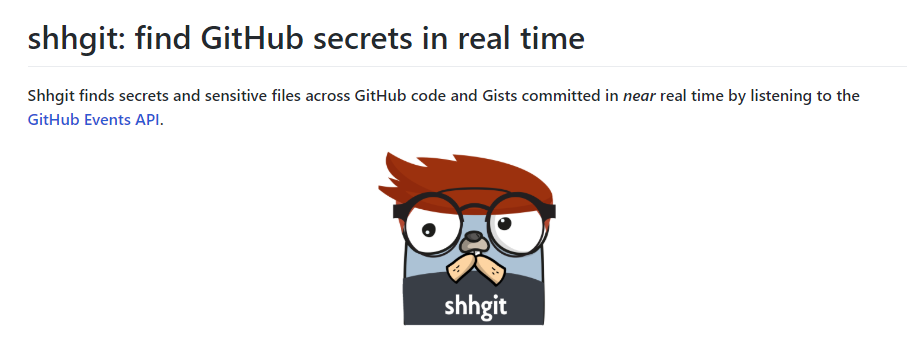 shhgit: find GitHub secrets in real time
Shhgit finds secrets and sensitive files across GitHub code and Gists committed in near real time by listening to the
GitHub Events API.
shhgit